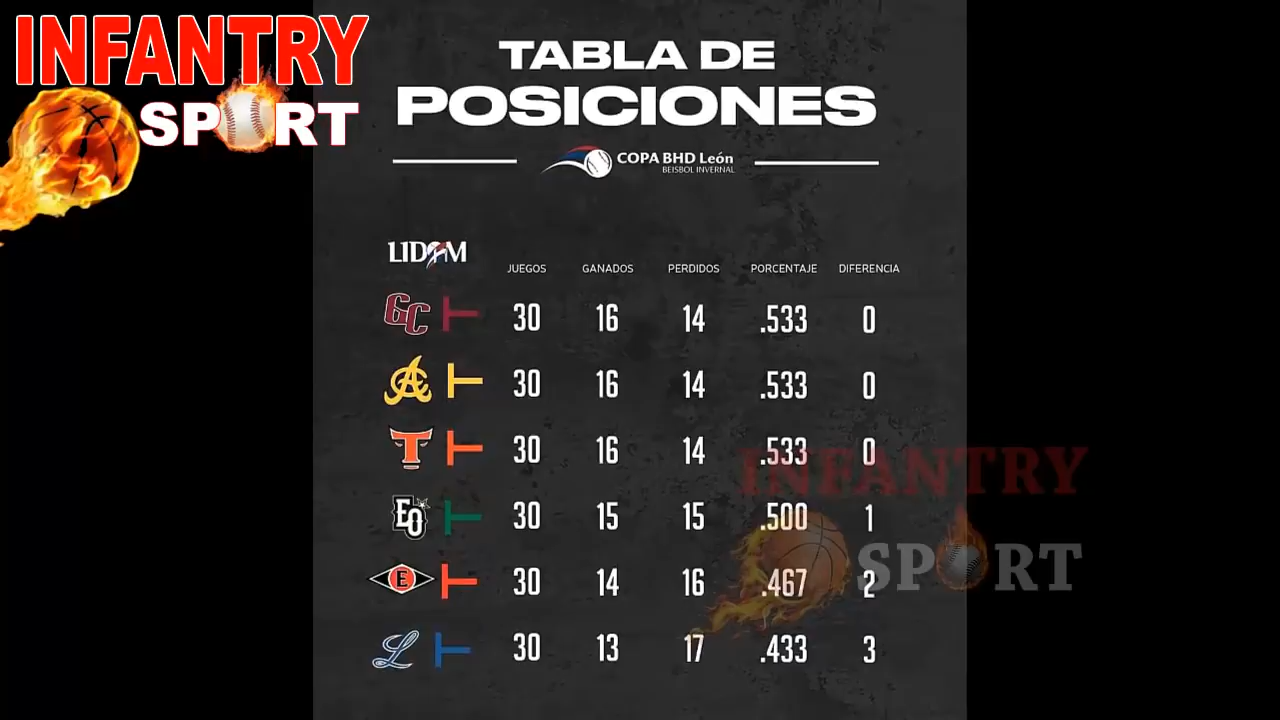 INFANTRY
SPORT
TABLA DE
POSICIONES
COPA BHD León
BEISBOL INVERNAL
LIDOM
JUEGOS GANADOS PERDIDOS PORCENTAJE DIFERENCIA
GC 30 16 14 .533 0
30 16 14 .533 0
T 30 16 14 .533 0
EO 30 15 15 .500 1
E 30 14 16 .467 2
L 30 13 17 .433 3
INFANTRY
SPORT